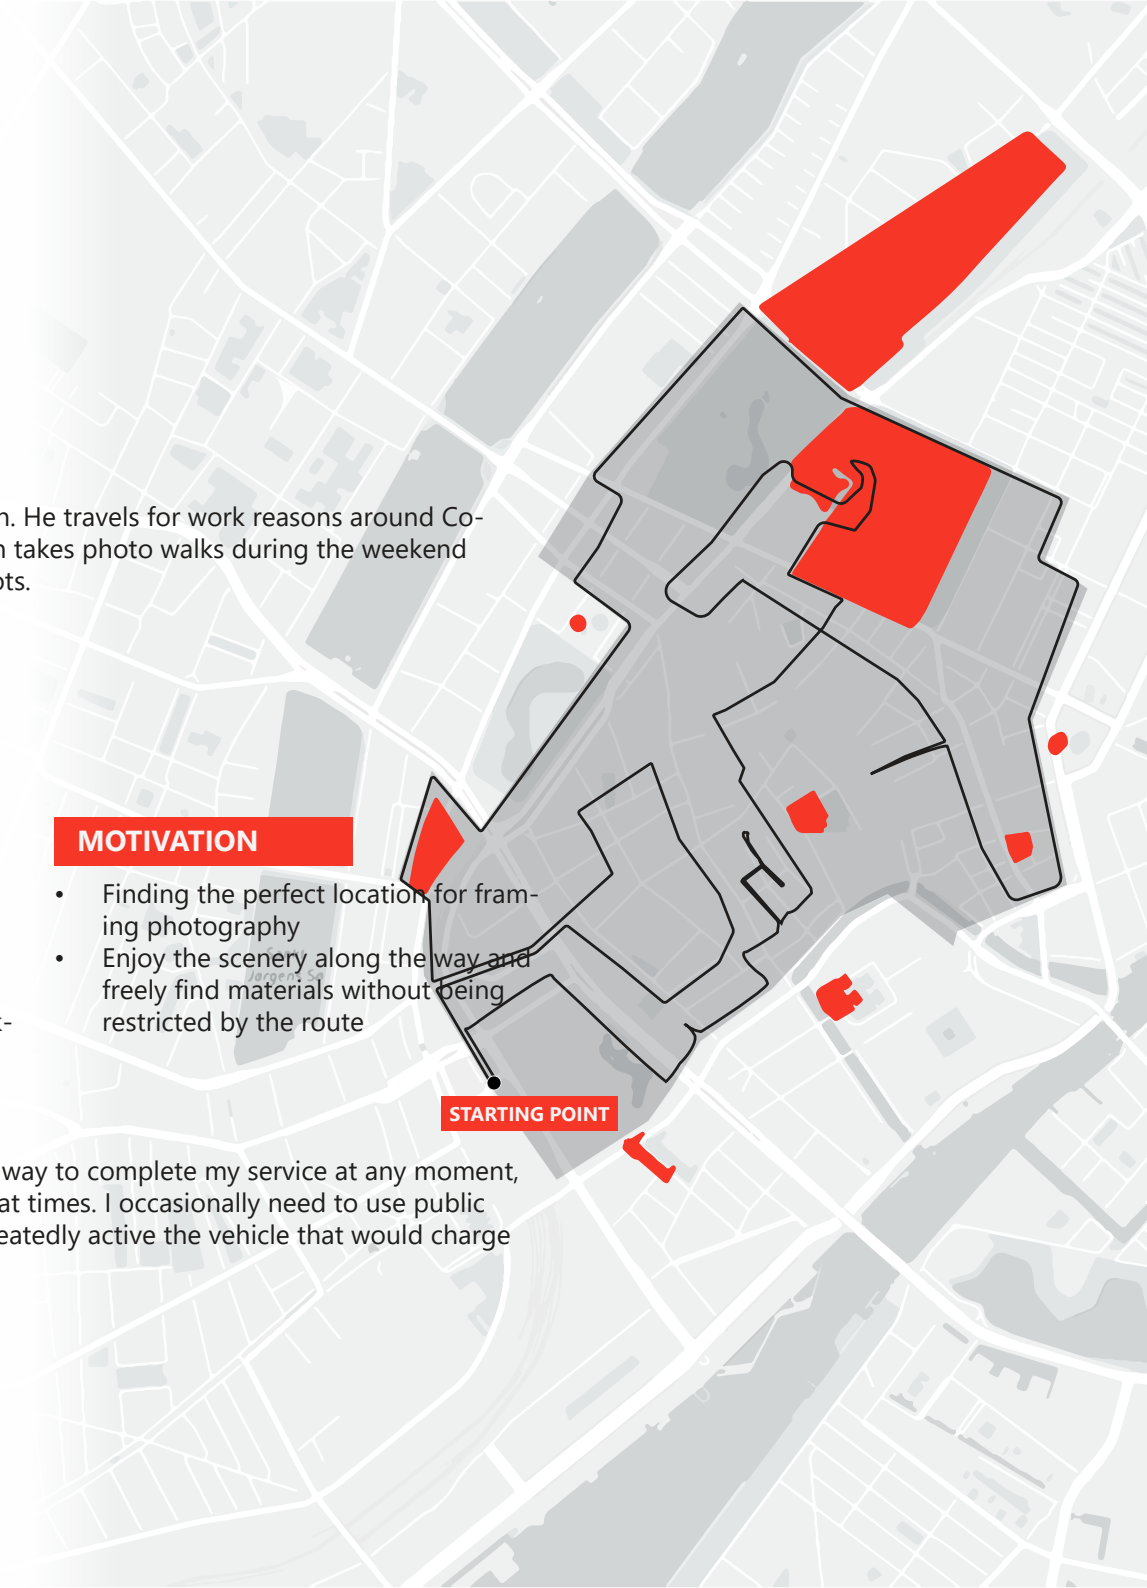 n. He travels for work reasons around Co-
n takes photo walks during the weekend
ots.
MOTIVATION
• Finding the perfect location for fram-
ing photography
• Enjoy the scenery along the way and
freely find materials without being
restricted by the route
k-
STARTING POINT
way to complete my service at any moment,
at times. I occasionally need to use public
eatedly active the vehicle that would charge